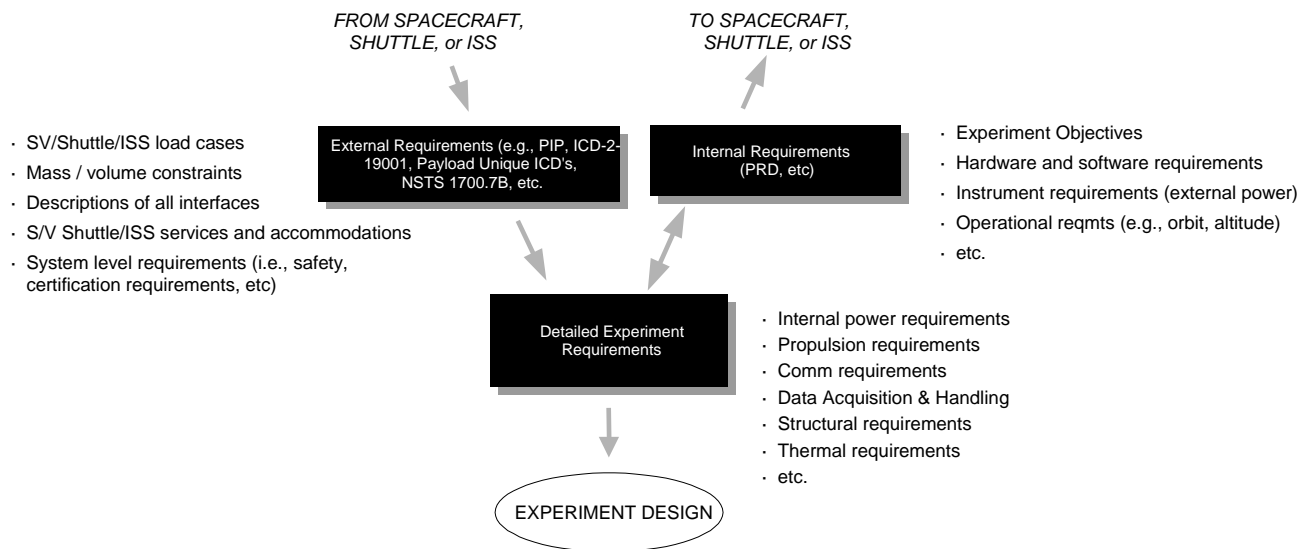 FROM SPACECRAFT,
SHUTTLE, or ISS
TO SPACECRAFT,
SHUTTLE, or ISS
· SV/Shuttle/ISS load cases
· Mass / volume constraints
· Descriptions of all interfaces
· S/V Shuttle/ISS services and accommodations
· System level requirements (i.e., safety,
certification requirements, etc)
External Requirements (e.g., PIP, ICD-2-
19001, Payload Unique ICD's,
NSTS 1700.7B, etc.
Internal Requirements
(PRD, etc)
· Experiment Objectives
· Hardware and software requirements
· Instrument requirements (external power)
· Operational reqmts (e.g., orbit, altitude)
· etc.
Detailed Experiment
Requirements
· Internal power requirements
· Propulsion requirements
· Comm requirements
· Data Acquisition & Handling
· Structural requirements
· Thermal requirements
· etc.
EXPERIMENT DESIGN